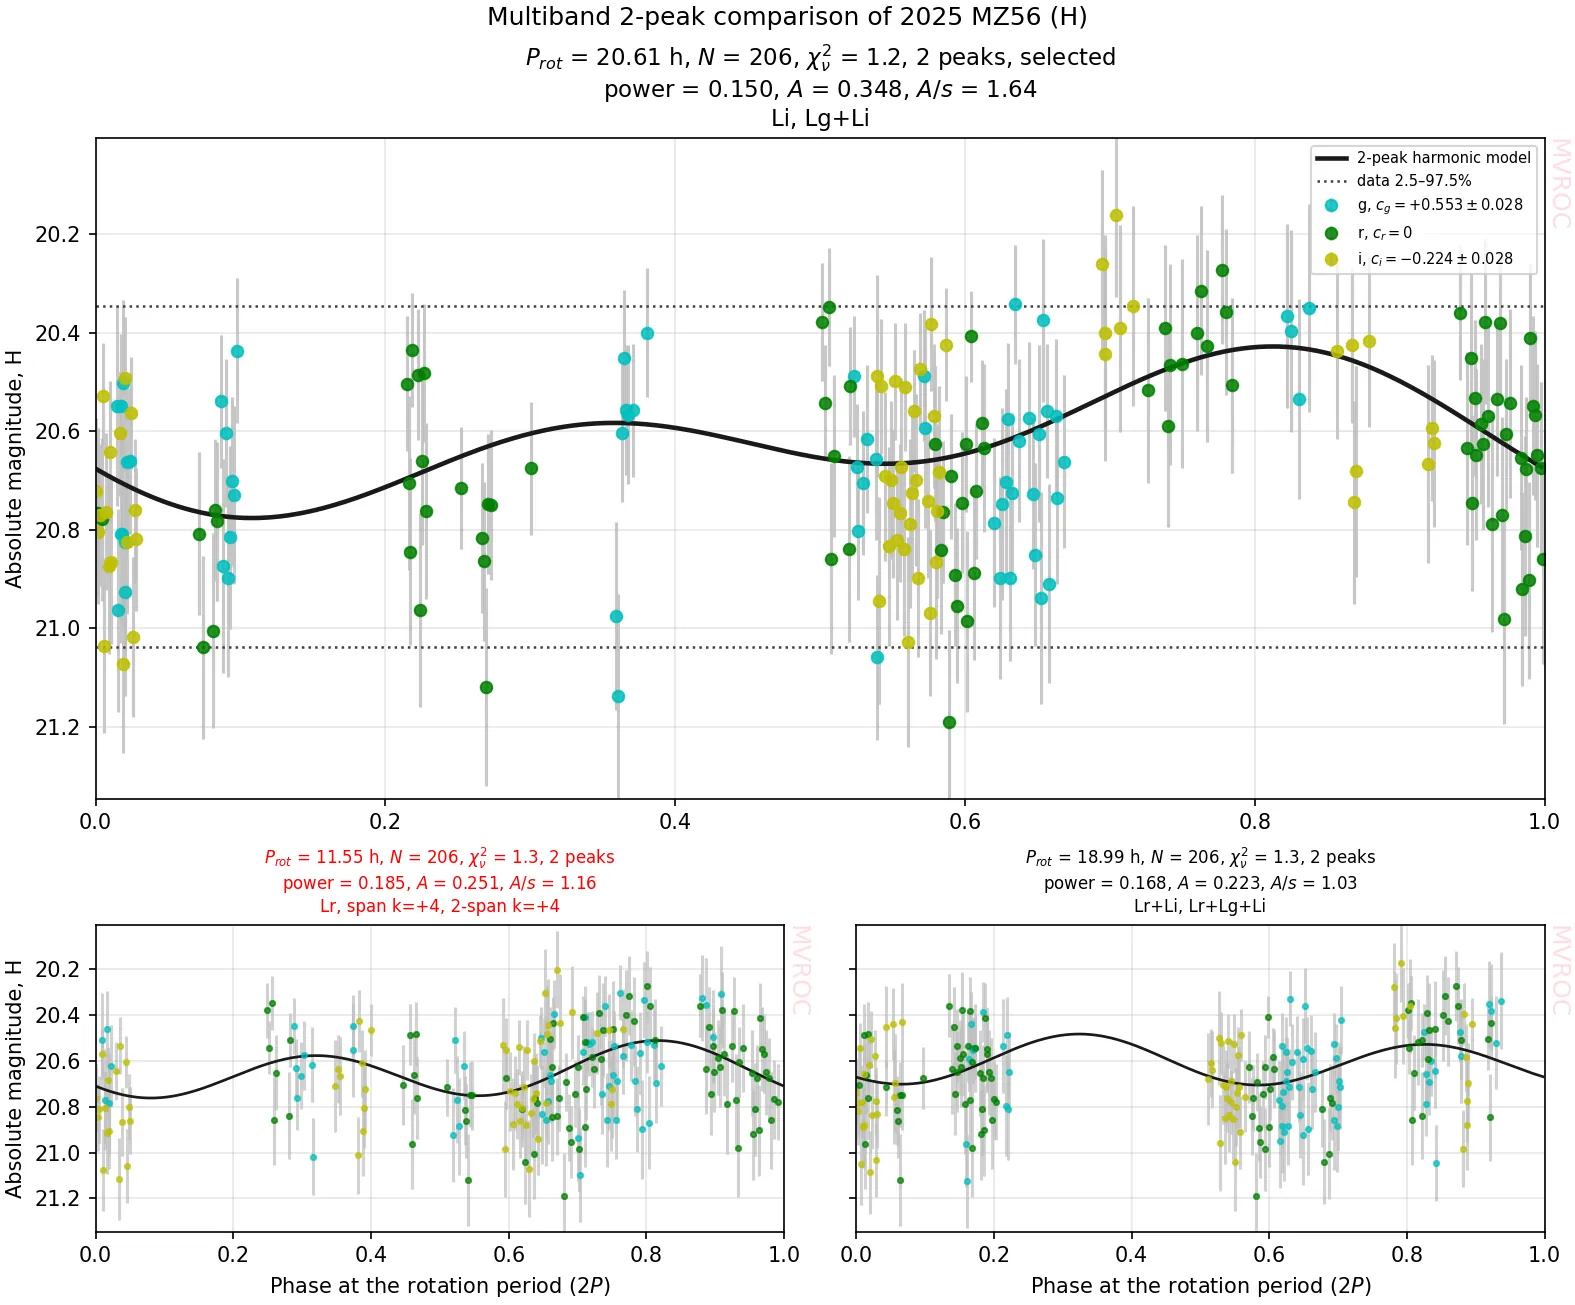 Multiband 2-peak comparison of 2025 MZ56 (H)
P_rot = 20.61 h, N = 206, χ²_ν = 1.2, 2 peaks, selected
power = 0.150, A = 0.348, A/s = 1.64
Li, Lg+Li
2-peak harmonic model
data 2.5–97.5%
g, c_g = +0.553 ± 0.028
r, c_r = 0
i, c_i = −0.224 ± 0.028
MVROC
Absolute magnitude, H
20.2
20.4
20.6
20.8
21.0
21.2
0.0 0.2 0.4 0.6 0.8 1.0
P_rot = 11.55 h, N = 206, χ²_ν = 1.3, 2 peaks
power = 0.185, A = 0.251, A/s = 1.16
Lr, span k=+4, 2-span k=+4
MVROC
Absolute magnitude, H
20.2
20.4
20.6
20.8
21.0
21.2
0.0 0.2 0.4 0.6 0.8 1.0
Phase at the rotation period (2P)
P_rot = 18.99 h, N = 206, χ²_ν = 1.3, 2 peaks
power = 0.168, A = 0.223, A/s = 1.03
Lr+Li, Lr+Lg+Li
MVROC
0.0 0.2 0.4 0.6 0.8 1.0
Phase at the rotation period (2P)